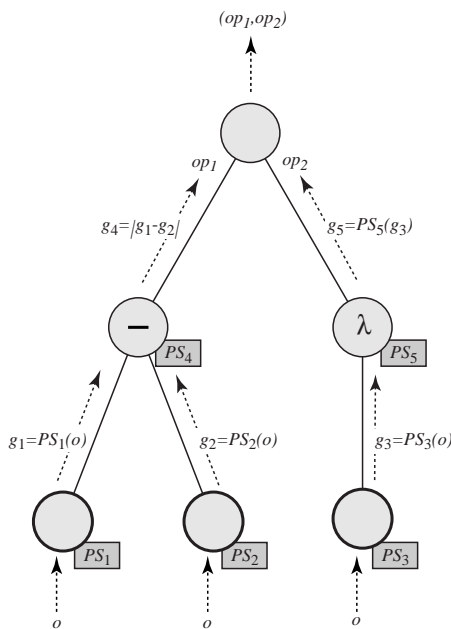 (op₁,op₂)
op₁ op₂
g₄=|g₁-g₂| g₅=PS₅(g₃)
− λ
PS₄ PS₅
g₁=PS₁(o) g₂=PS₂(o) g₃=PS₃(o)
PS₁ PS₂ PS₃
o o o